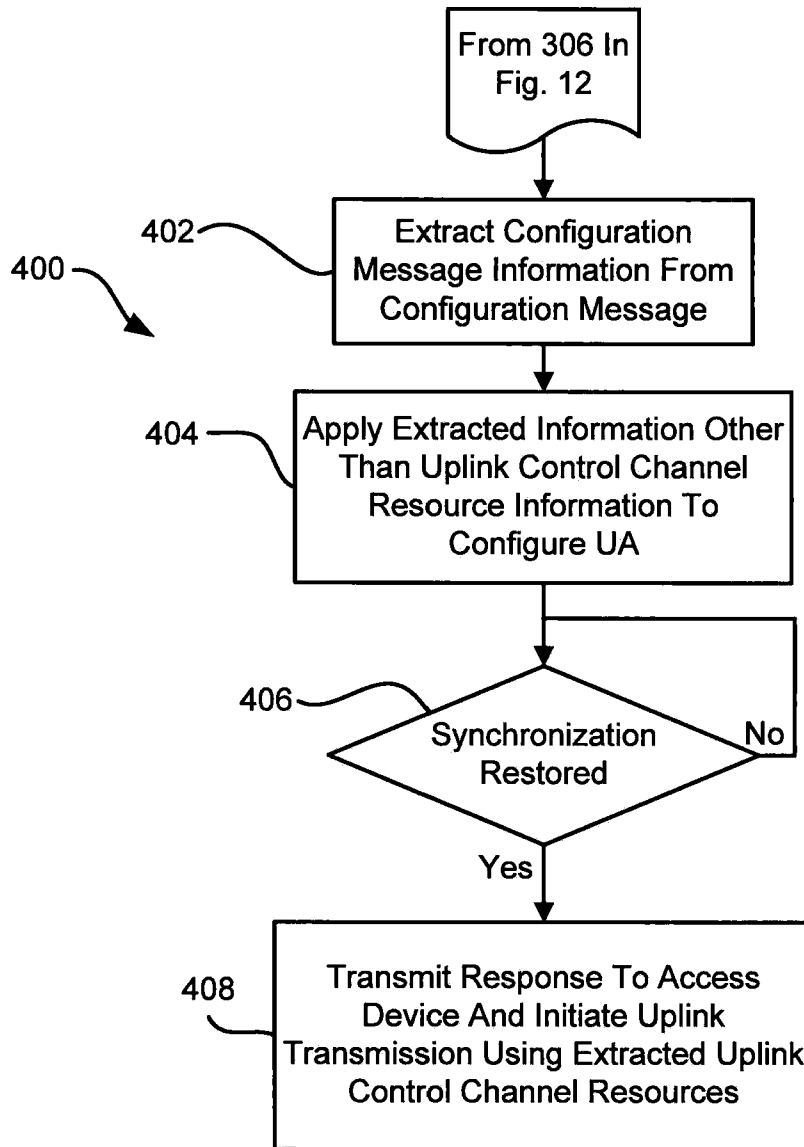 From 306 In
Fig. 12
402
Extract Configuration
Message Information From
Configuration Message
400
404
Apply Extracted Information Other
Than Uplink Control Channel
Resource Information To
Configure UA
406
Synchronization
Restored
No
Yes
408
Transmit Response To Access
Device And Initiate Uplink
Transmission Using Extracted Uplink
Control Channel Resources